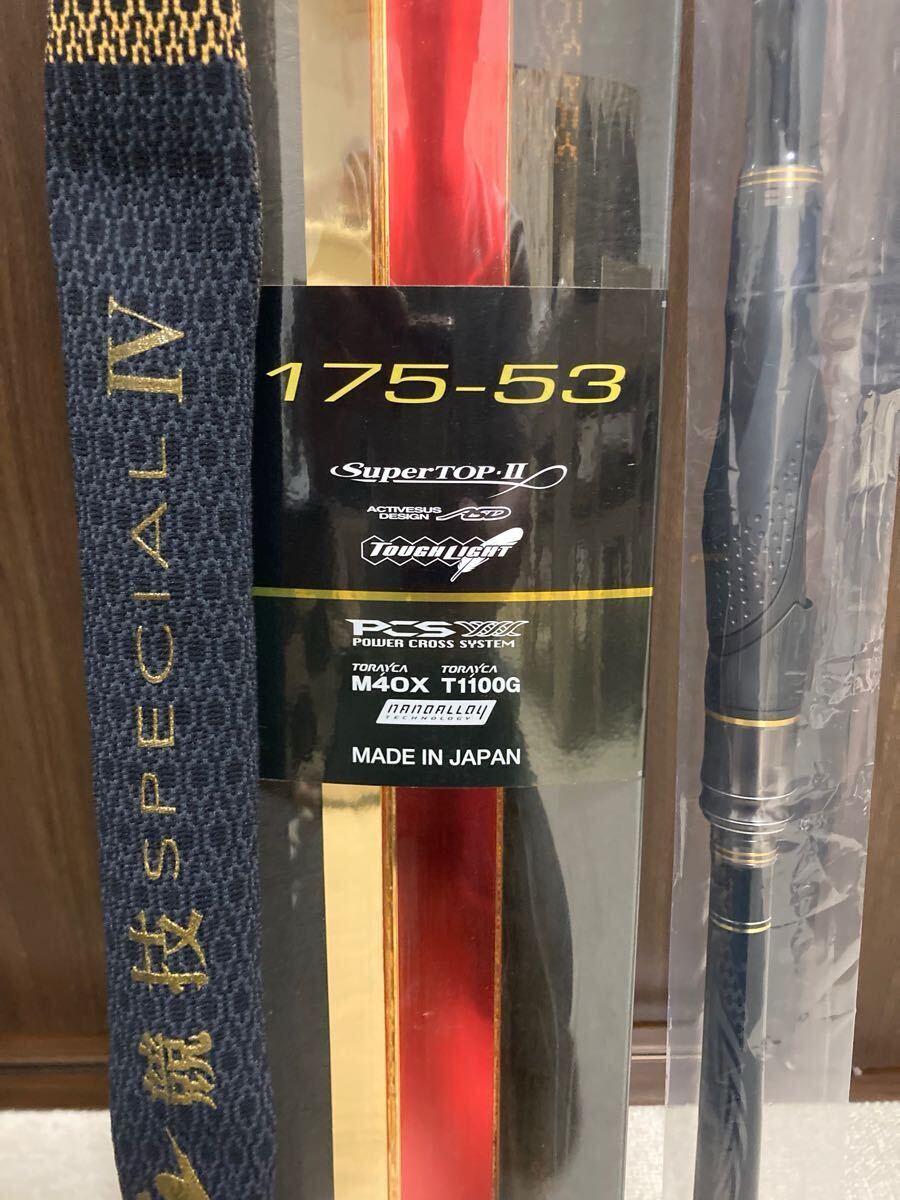 競技 SPECIAL IV
175-53
SuperTOP・II
ACTIVESUS
DESIGN ASD
TOUGHLIGHT
PCS
POWER CROSS SYSTEM
TORAYCA TORAYCA
M40X T1100G
NANOALLOY
TECHNOLOGY
MADE IN JAPAN